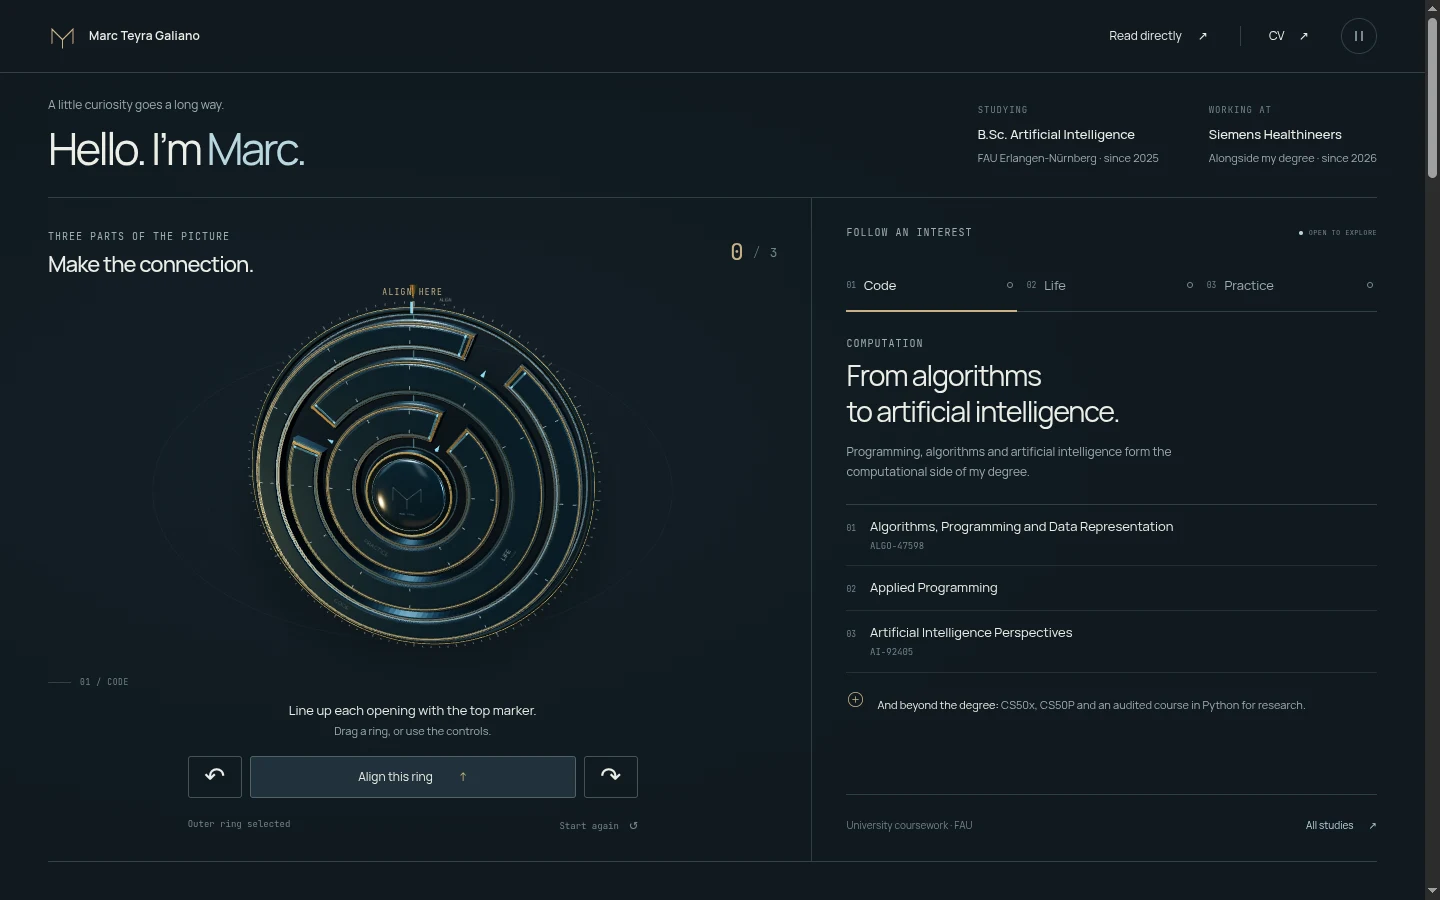 Marc Teyra Galiano
Read directly ↗
CV ↗
A little curiosity goes a long way.
Hello. I'm Marc.
STUDYING
B.Sc. Artificial Intelligence
FAU Erlangen-Nürnberg · since 2025
WORKING AT
Siemens Healthineers
Alongside my degree · since 2026
THREE PARTS OF THE PICTURE
Make the connection.
0 / 3
ALIGN HERE
LIFE
01 / CODE
Line up each opening with the top marker.
Drag a ring, or use the controls.
↶ Align this ring ↑ ↷
Outer ring selected
Start again ↺
FOLLOW AN INTEREST
OPEN TO EXPLORE
01 Code
02 Life
03 Practice
COMPUTATION
From algorithms
to artificial intelligence.
Programming, algorithms and artificial intelligence form the
computational side of my degree.
01 Algorithms, Programming and Data Representation
ALGO-47598
02 Applied Programming
03 Artificial Intelligence Perspectives
AI-92405
And beyond the degree: CS50x, CS50P and an audited course in Python for research.
University coursework · FAU
All studies ↗